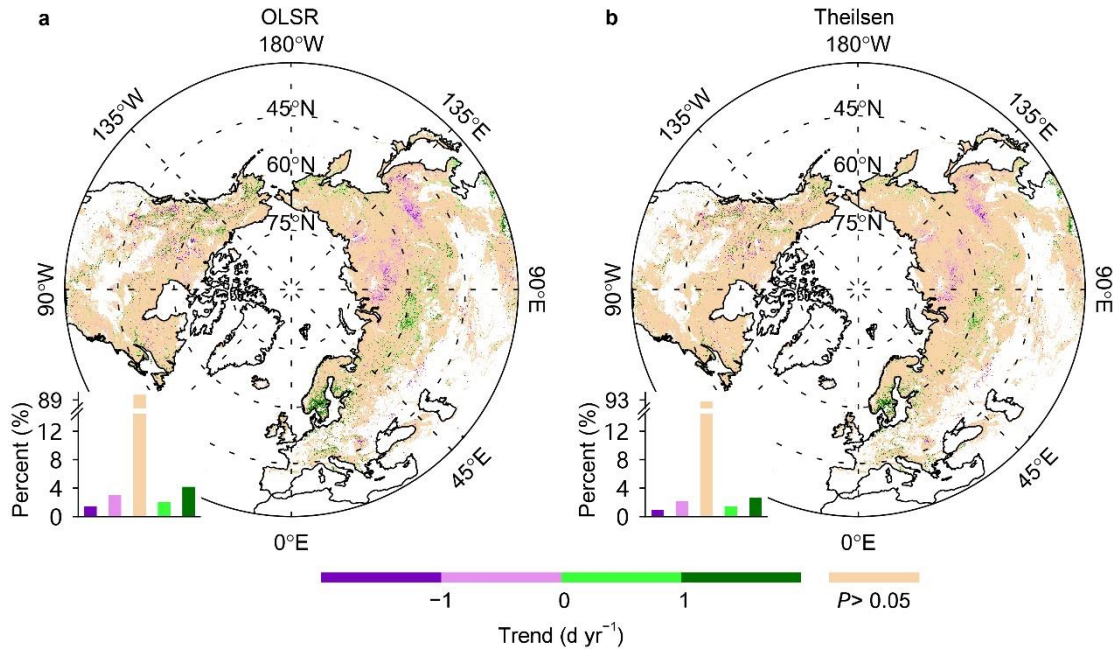 a
OLSR
180°W
135°W
135°E
45°N
60°N
75°N
90°W
90°E
45°E
0°E
Percent (%)
89
12
8
4
0
b
Theilsen
180°W
135°W
135°E
45°N
60°N
75°N
90°W
90°E
45°E
0°E
Percent (%)
93
12
8
4
0
−1 0 1 P> 0.05
Trend (d yr⁻¹)